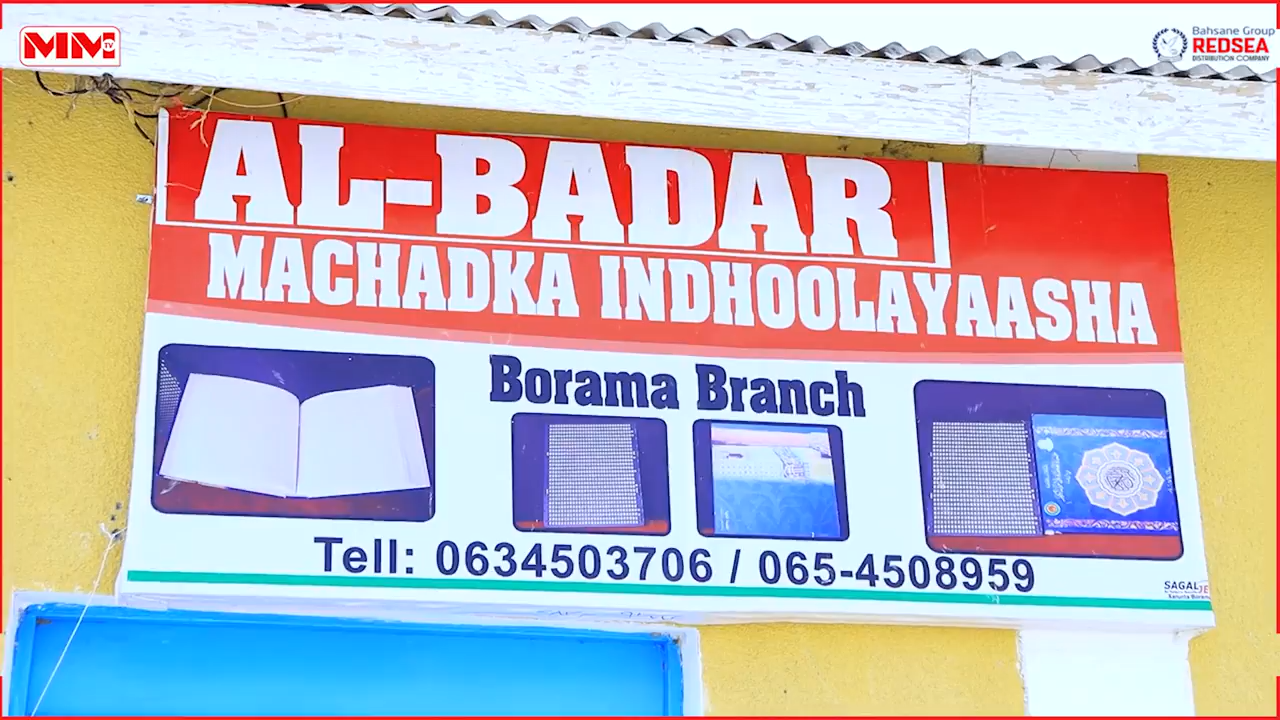 MM TV
Bahsane Group
REDSEA
DISTRIBUTION COMPANY
AL-BADAR
MACHADKA INDHOOLAYAASHA
Borama Branch
Tell: 0634503706 / 065-4508959
SAGAL